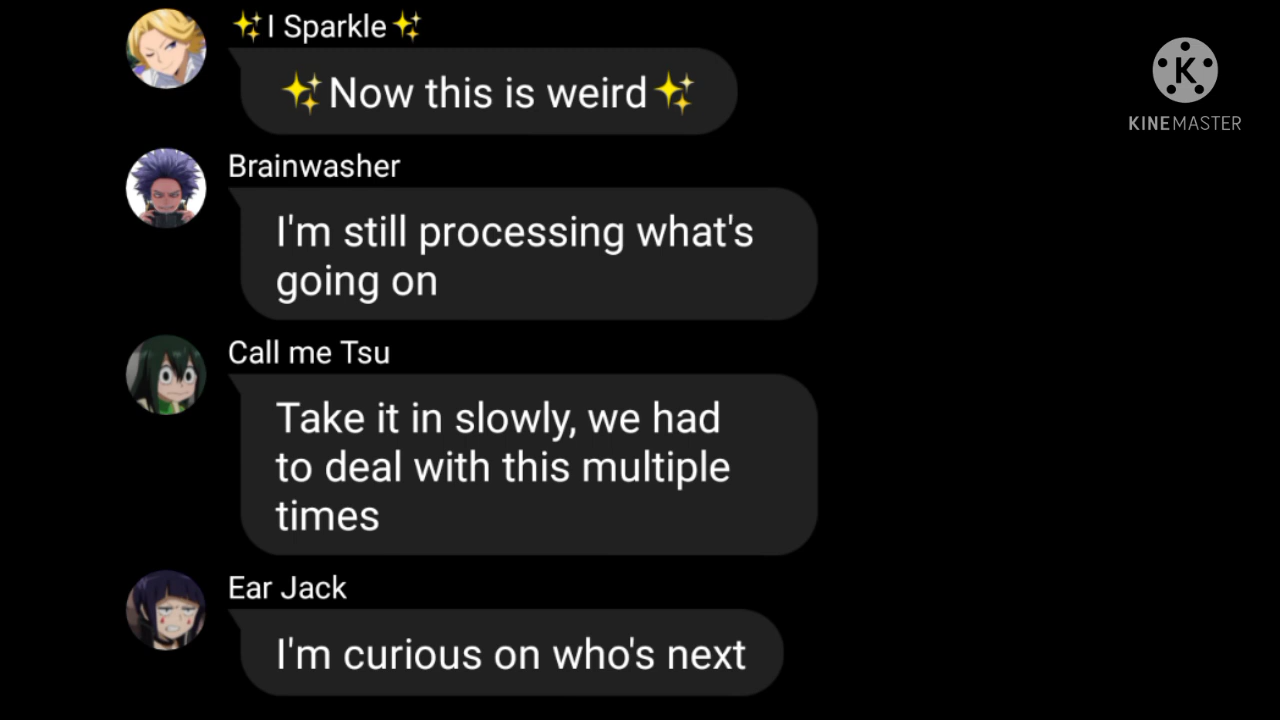 ✨I Sparkle✨
✨Now this is weird✨
Brainwasher
I'm still processing what's
going on
Call me Tsu
Take it in slowly, we had
to deal with this multiple
times
Ear Jack
I'm curious on who's next
K
KINEMASTER